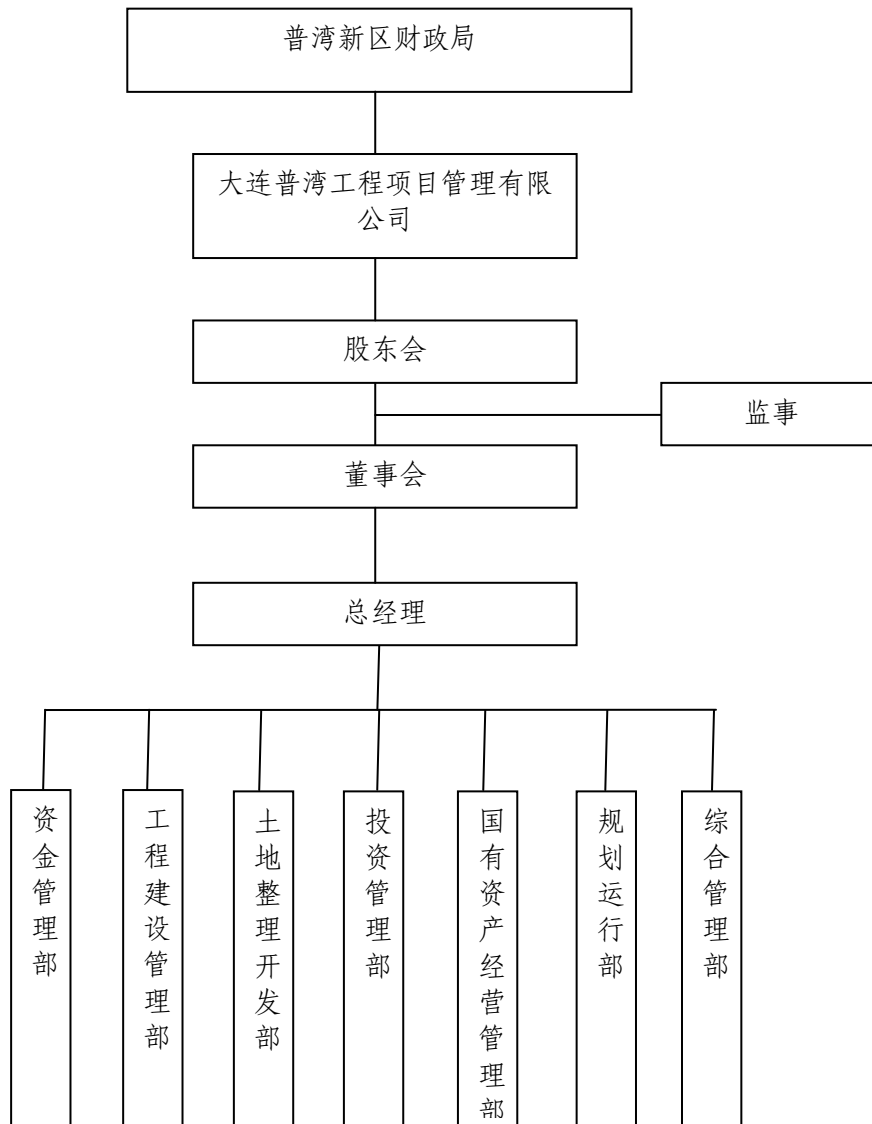 普湾新区财政局
大连普湾工程项目管理有限
公司
股东会
监事
董事会
总经理
资金管理部
工程建设管理部
土地整理开发部
投资管理部
国有资产经营管理部
规划运行部
综合管理部